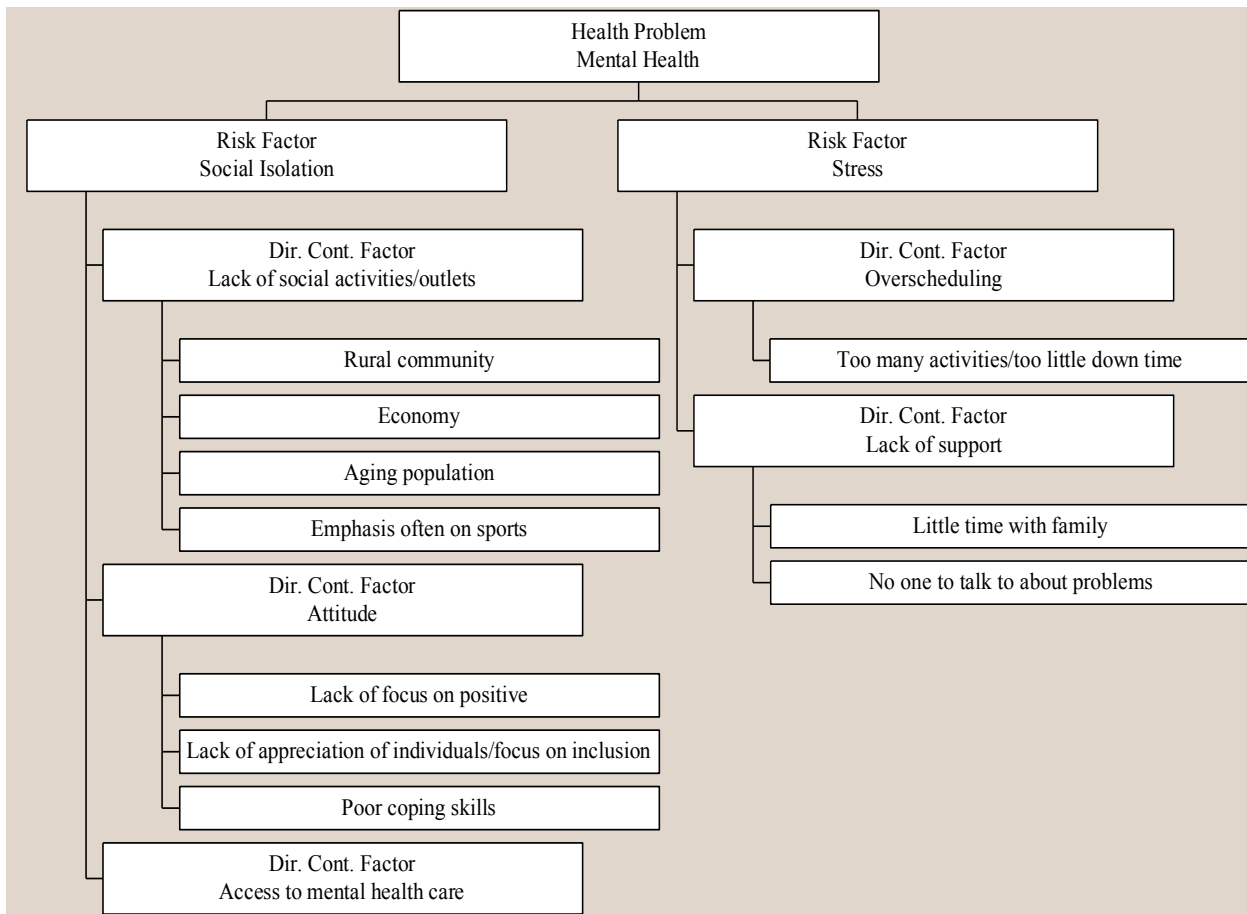 Health Problem
Mental Health
Risk Factor
Social Isolation
Dir. Cont. Factor
Lack of social activities/outlets
Rural community
Economy
Aging population
Emphasis often on sports
Dir. Cont. Factor
Attitude
Lack of focus on positive
Lack of appreciation of individuals/focus on inclusion
Poor coping skills
Dir. Cont. Factor
Access to mental health care
Risk Factor
Stress
Dir. Cont. Factor
Overscheduling
Too many activities/too little down time
Dir. Cont. Factor
Lack of support
Little time with family
No one to talk to about problems